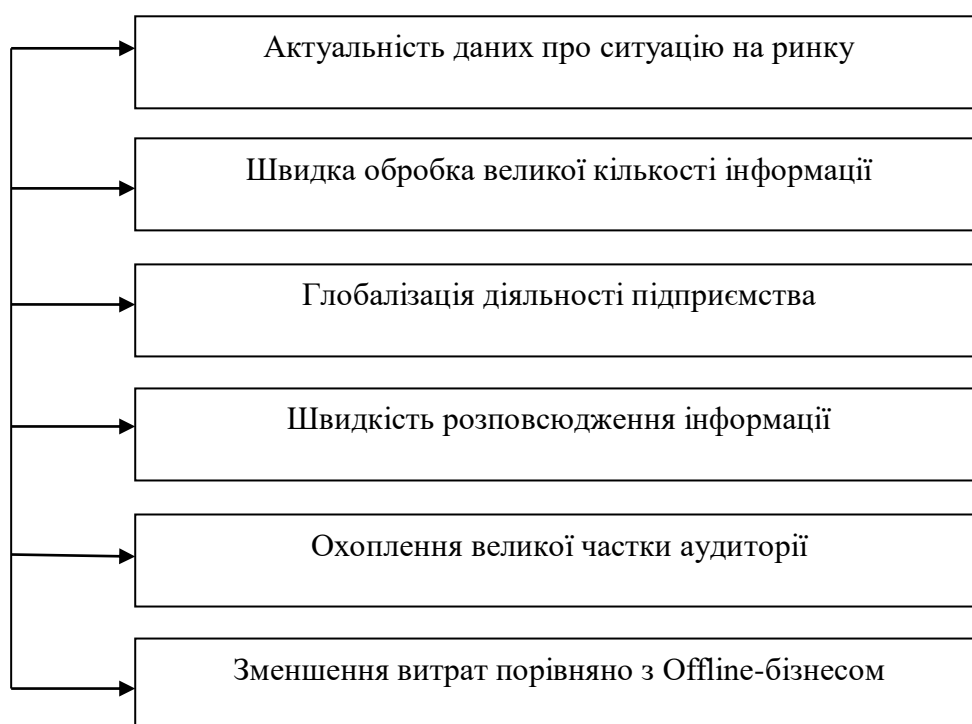 Актуальність даних про ситуацію на ринку
Швидка обробка великої кількості інформації
Глобалізація діяльності підприємства
Швидкість розповсюдження інформації
Охоплення великої частки аудиторії
Зменшення витрат порівняно з Offline-бізнесом